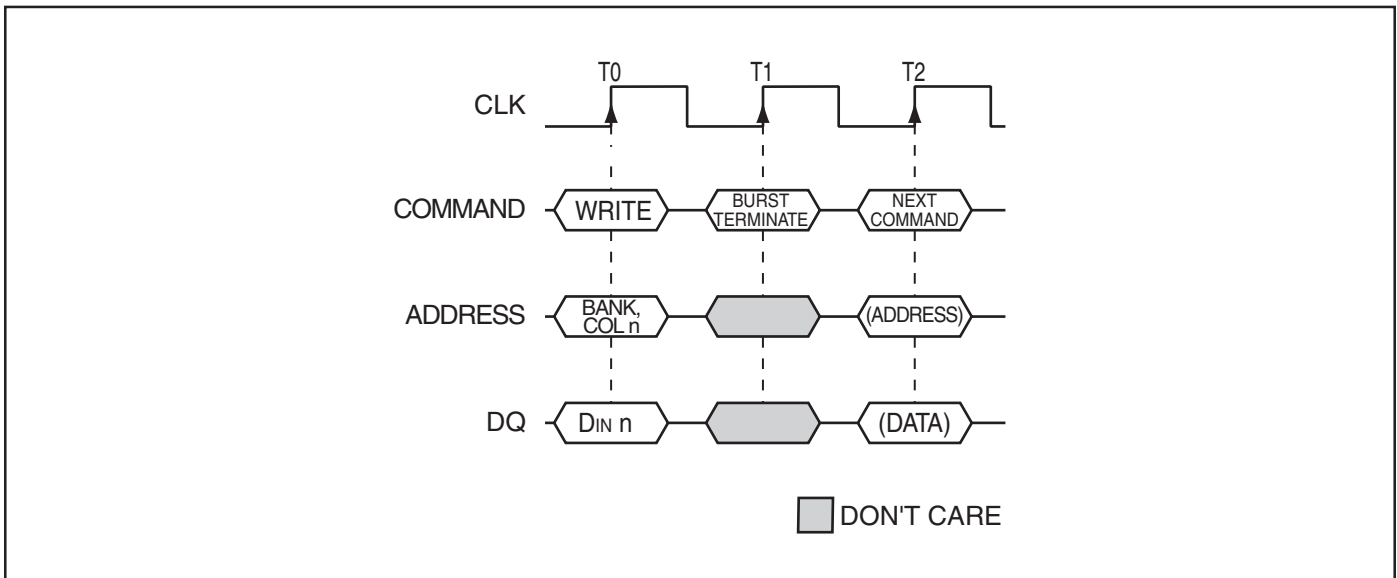 T0 T1 T2
CLK
COMMAND WRITE BURST TERMINATE NEXT COMMAND
ADDRESS BANK, COL n (ADDRESS)
DQ DIN n (DATA)
DON'T CARE